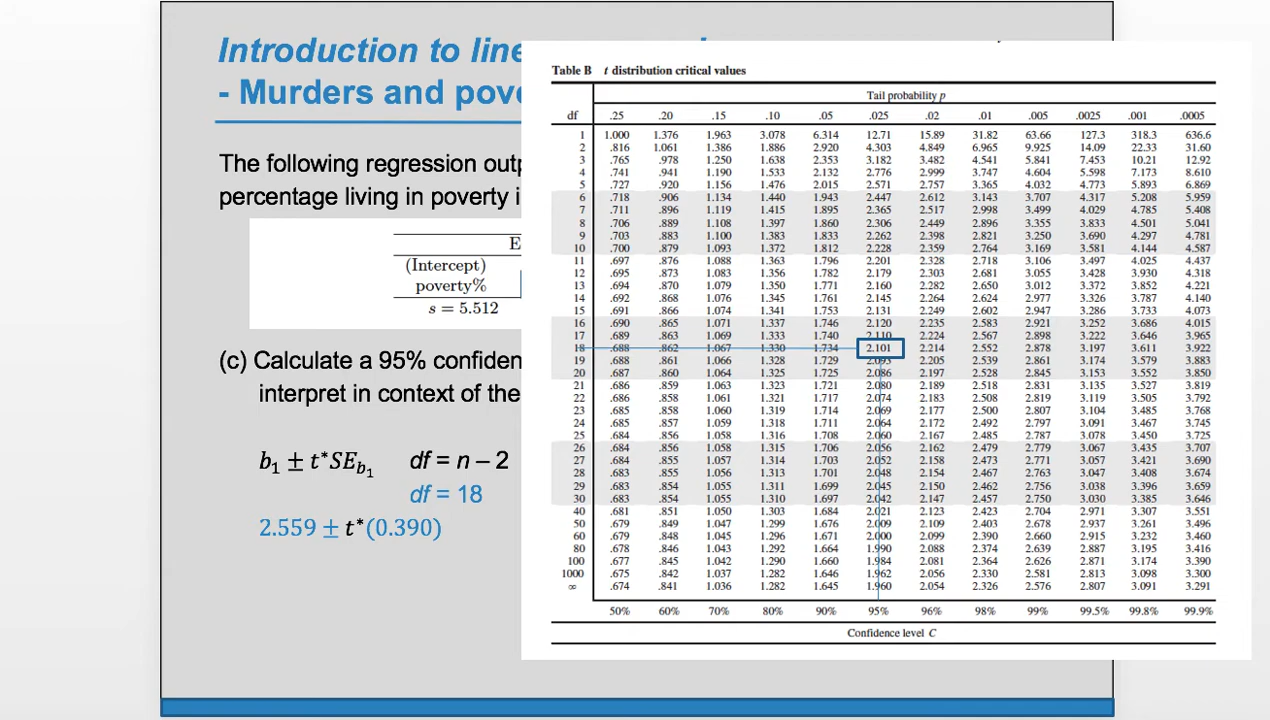 Introduction to line
- Murders and pov
The following regression outp
percentage living in poverty i
E
(Intercept)
poverty%
s = 5.512
(c) Calculate a 95% confiden
interpret in context of the
b₁ ± t*SE_b₁ df = n – 2
df = 18
2.559 ± t*(0.390)
Table B t distribution critical values
Tail probability p
df .25 .20 .15 .10 .05 .025 .02 .01 .005 .0025 .001 .0005
1 1.000 1.376 1.963 3.078 6.314 12.71 15.89 31.82 63.66 127.3 318.3 636.6
2 .816 1.061 1.386 1.886 2.920 4.303 4.849 6.965 9.925 14.09 22.33 31.60
3 .765 .978 1.250 1.638 2.353 3.182 3.482 4.541 5.841 7.453 10.21 12.92
4 .741 .941 1.190 1.533 2.132 2.776 2.999 3.747 4.604 5.598 7.173 8.610
5 .727 .920 1.156 1.476 2.015 2.571 2.757 3.365 4.032 4.773 5.893 6.869
6 .718 .906 1.134 1.440 1.943 2.447 2.612 3.143 3.707 4.317 5.208 5.959
7 .711 .896 1.119 1.415 1.895 2.365 2.517 2.998 3.499 4.029 4.785 5.408
8 .706 .889 1.108 1.397 1.860 2.306 2.449 2.896 3.355 3.833 4.501 5.041
9 .703 .883 1.100 1.383 1.833 2.262 2.398 2.821 3.250 3.690 4.297 4.781
10 .700 .879 1.093 1.372 1.812 2.228 2.359 2.764 3.169 3.581 4.144 4.587
11 .697 .876 1.088 1.363 1.796 2.201 2.328 2.718 3.106 3.497 4.025 4.437
12 .695 .873 1.083 1.356 1.782 2.179 2.303 2.681 3.055 3.428 3.930 4.318
13 .694 .870 1.079 1.350 1.771 2.160 2.282 2.650 3.012 3.372 3.852 4.221
14 .692 .868 1.076 1.345 1.761 2.145 2.264 2.624 2.977 3.326 3.787 4.140
15 .691 .866 1.074 1.341 1.753 2.131 2.249 2.602 2.947 3.286 3.733 4.073
16 .690 .865 1.071 1.337 1.746 2.120 2.235 2.583 2.921 3.252 3.686 4.015
17 .689 .863 1.069 1.333 1.740 2.110 2.224 2.567 2.898 3.222 3.646 3.965
18 .688 .862 1.067 1.330 1.734 2.101 2.214 2.552 2.878 3.197 3.611 3.922
19 .688 .861 1.066 1.328 1.729 2.093 2.205 2.539 2.861 3.174 3.579 3.883
20 .687 .860 1.064 1.325 1.725 2.086 2.197 2.528 2.845 3.153 3.552 3.850
21 .686 .859 1.063 1.323 1.721 2.080 2.189 2.518 2.831 3.135 3.527 3.819
22 .686 .858 1.061 1.321 1.717 2.074 2.183 2.508 2.819 3.119 3.505 3.792
23 .685 .858 1.060 1.319 1.714 2.069 2.177 2.500 2.807 3.104 3.485 3.768
24 .685 .857 1.059 1.318 1.711 2.064 2.172 2.492 2.797 3.091 3.467 3.745
25 .684 .856 1.058 1.316 1.708 2.060 2.167 2.485 2.787 3.078 3.450 3.725
26 .684 .856 1.058 1.315 1.706 2.056 2.162 2.479 2.779 3.067 3.435 3.707
27 .684 .855 1.057 1.314 1.703 2.052 2.158 2.473 2.771 3.057 3.421 3.690
28 .683 .855 1.056 1.313 1.701 2.048 2.154 2.467 2.763 3.047 3.408 3.674
29 .683 .854 1.055 1.311 1.699 2.045 2.150 2.462 2.756 3.038 3.396 3.659
30 .683 .854 1.055 1.310 1.697 2.042 2.147 2.457 2.750 3.030 3.385 3.646
40 .681 .851 1.050 1.303 1.684 2.021 2.123 2.423 2.704 2.971 3.307 3.551
50 .679 .849 1.047 1.299 1.676 2.009 2.109 2.403 2.678 2.937 3.261 3.496
60 .679 .848 1.045 1.296 1.671 2.000 2.099 2.390 2.660 2.915 3.232 3.460
80 .678 .846 1.043 1.292 1.664 1.990 2.088 2.374 2.639 2.887 3.195 3.416
100 .677 .845 1.042 1.290 1.660 1.984 2.081 2.364 2.626 2.871 3.174 3.390
1000 .675 .842 1.037 1.282 1.646 1.962 2.056 2.330 2.581 2.813 3.098 3.300
∞ .674 .841 1.036 1.282 1.645 1.960 2.054 2.326 2.576 2.807 3.091 3.291
50% 60% 70% 80% 90% 95% 96% 98% 99% 99.5% 99.8% 99.9%
Confidence level C